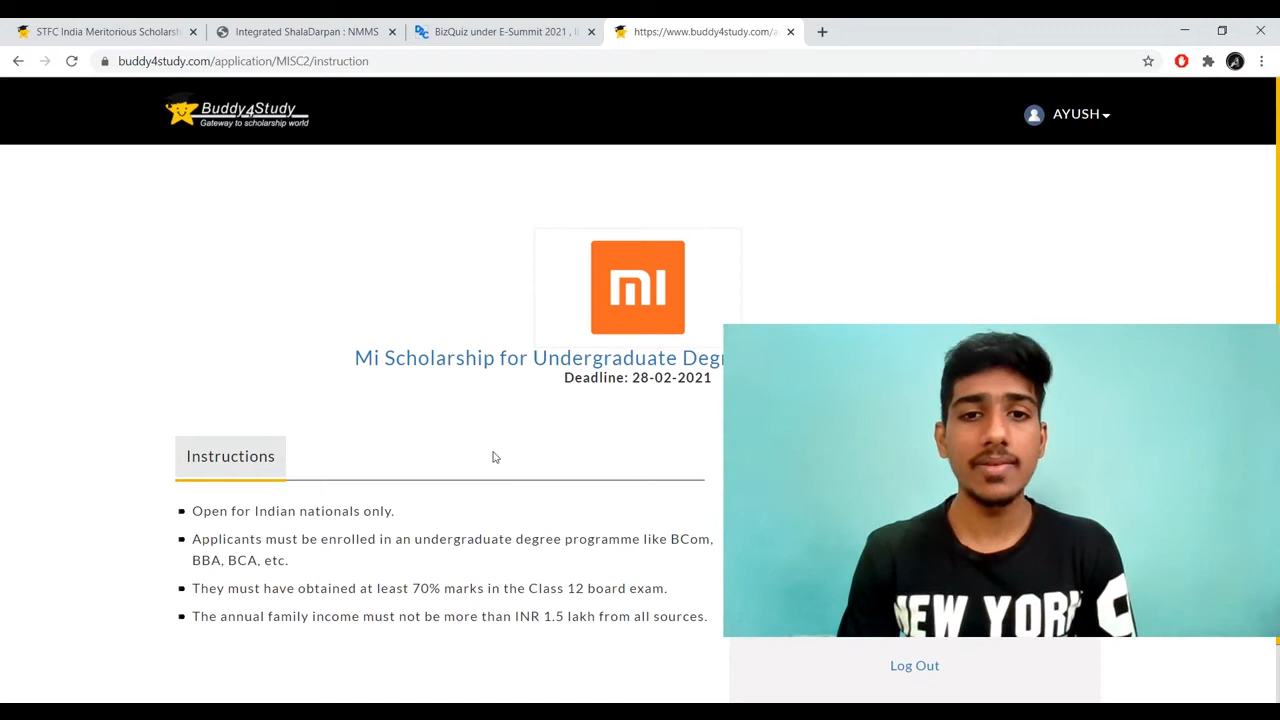 STFC India Meritorious Scholarsh
Integrated ShalaDarpan : NMMS
BizQuiz under E-Summit 2021 , I
https://www.buddy4study.com/a
buddy4study.com/application/MISC2/instruction
Buddy4Study
Gateway to scholarship world
AYUSH
mi
Mi Scholarship for Undergraduate Degr
Deadline: 28-02-2021
Instructions
Open for Indian nationals only.
Applicants must be enrolled in an undergraduate degree programme like BCom,
BBA, BCA, etc.
They must have obtained at least 70% marks in the Class 12 board exam.
The annual family income must not be more than INR 1.5 lakh from all sources.
NEW YORK
Log Out